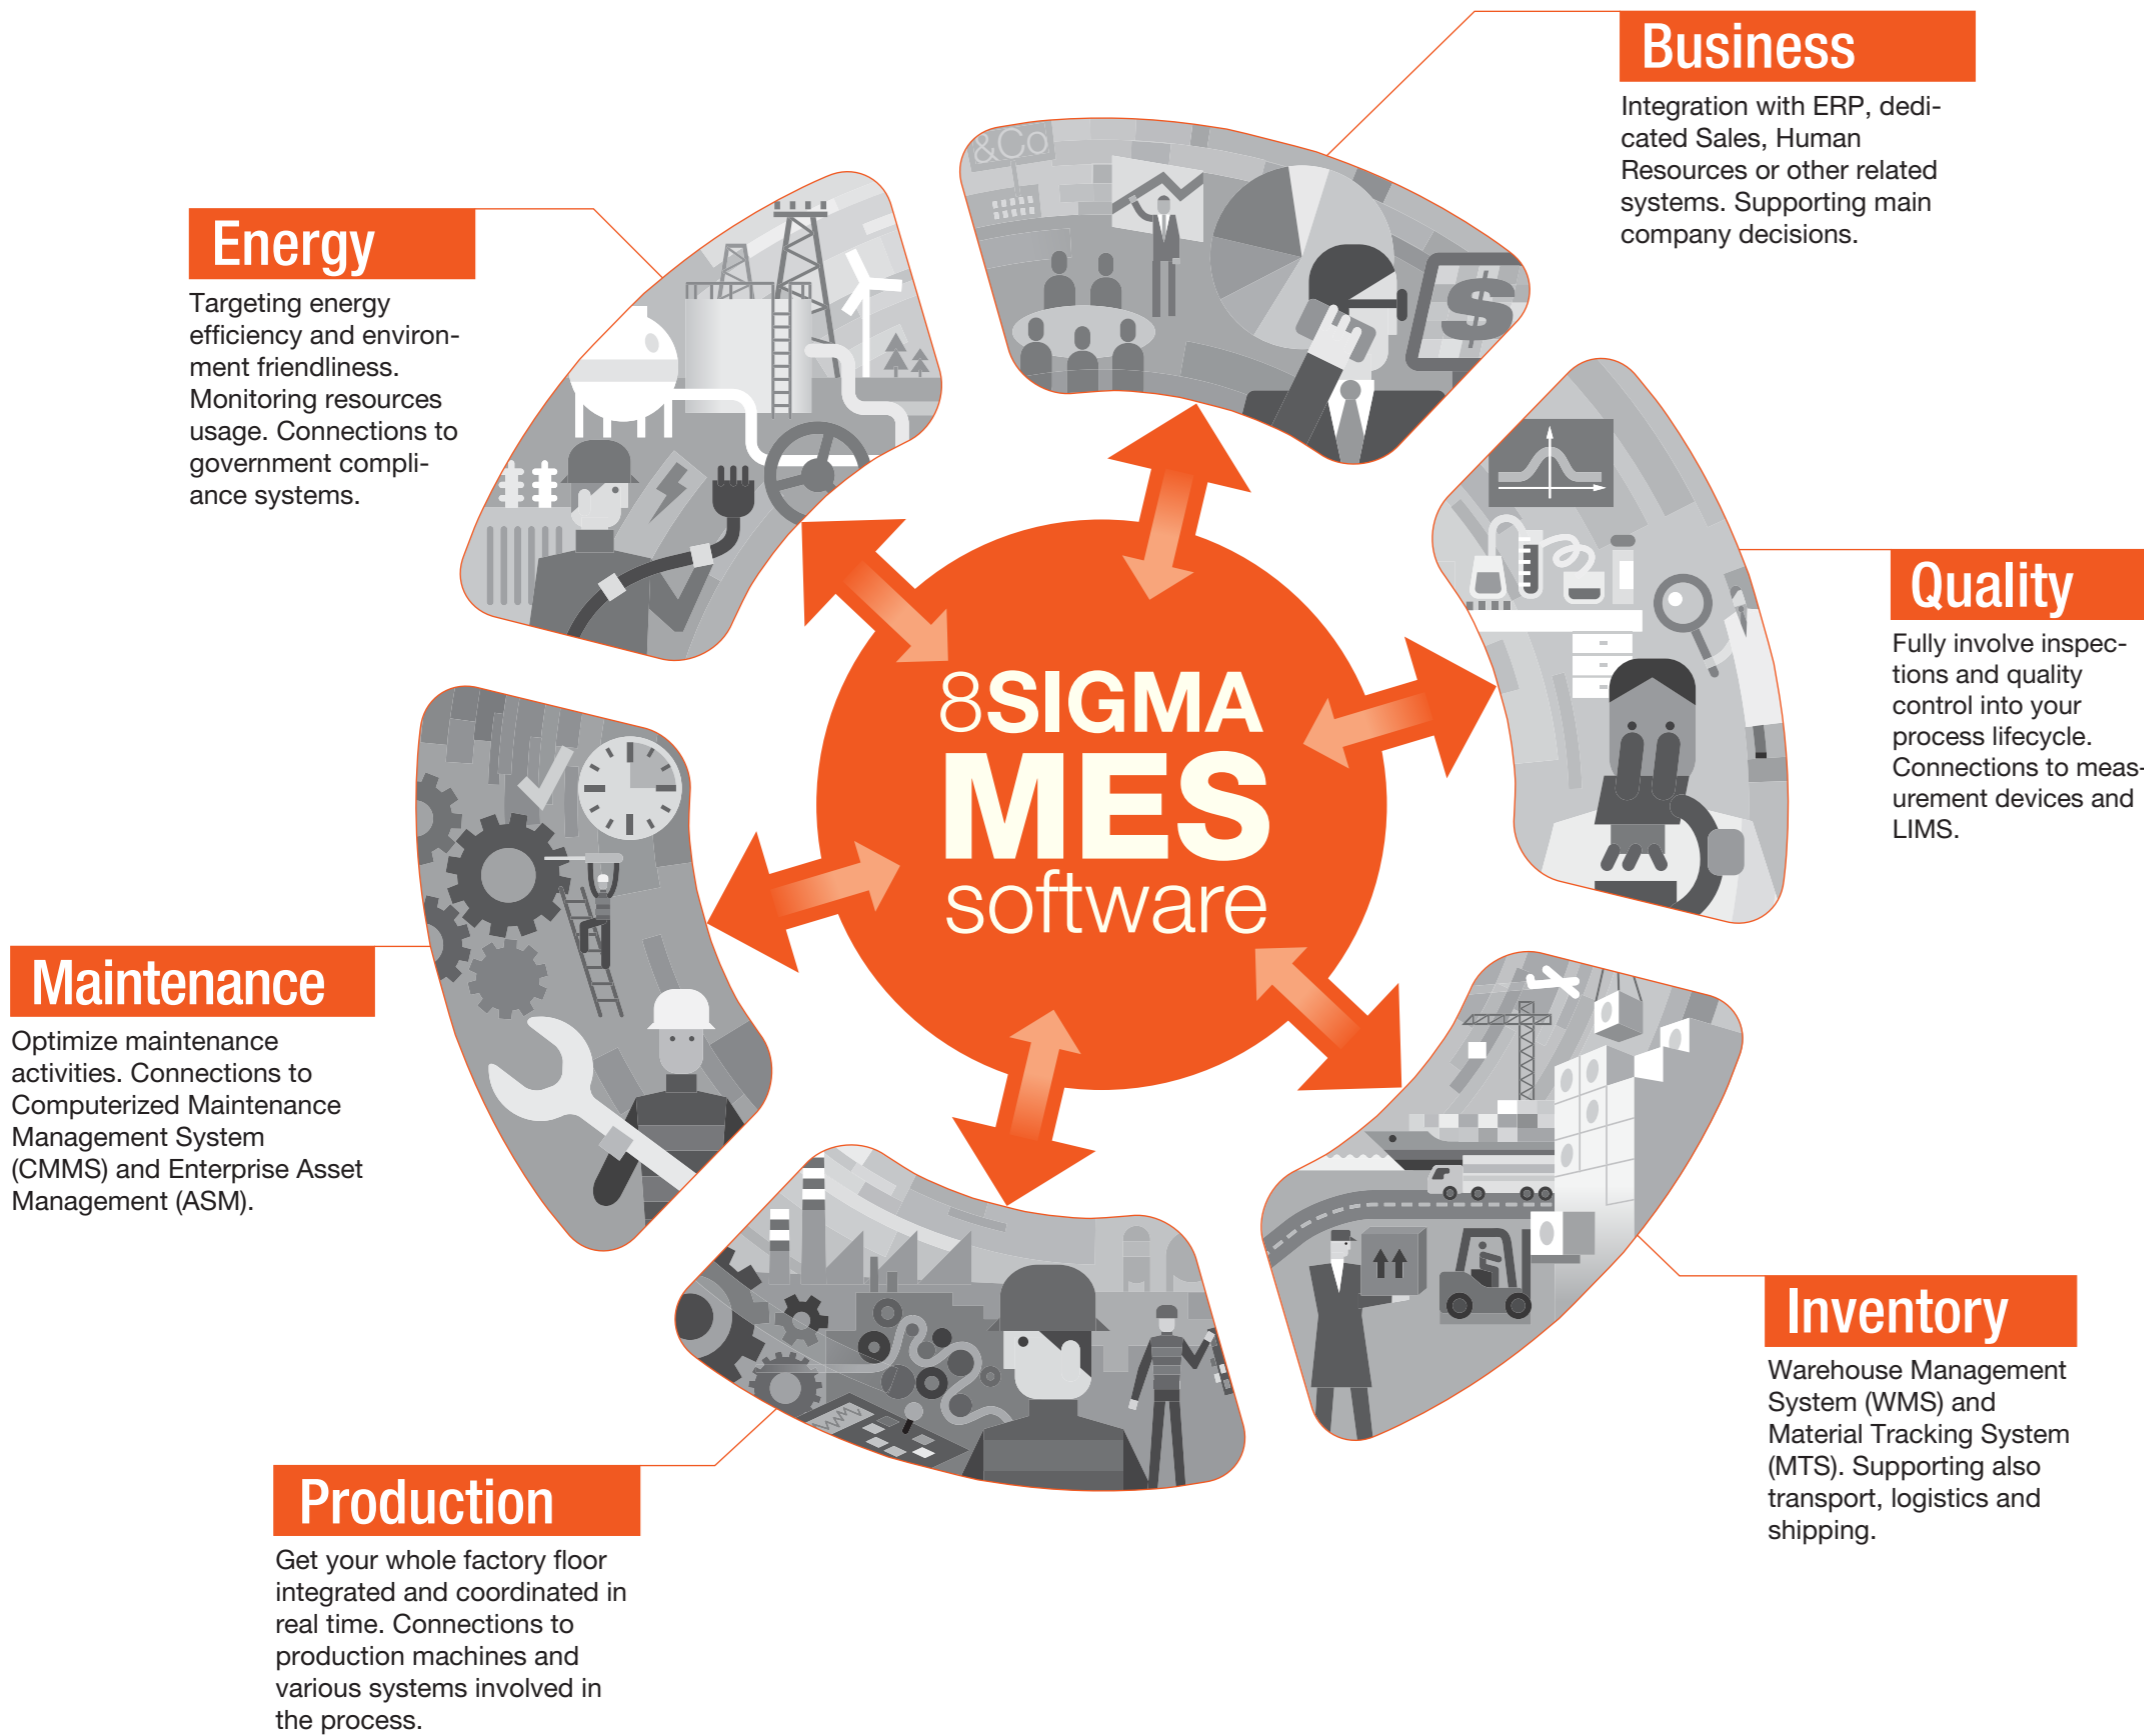 Business
Integration with ERP, dedi-
cated Sales, Human
Resources or other related
systems. Supporting main
company decisions.
&Co
$
Energy
Targeting energy
efficiency and environ-
ment friendliness.
Monitoring resources
usage. Connections to
government compli-
ance systems.
Quality
Fully involve inspec-
tions and quality
control into your
process lifecycle.
Connections to meas-
urement devices and
LIMS.
8SIGMA
MES
software
Maintenance
Optimize maintenance
activities. Connections to
Computerized Maintenance
Management System
(CMMS) and Enterprise Asset
Management (ASM).
Inventory
Warehouse Management
System (WMS) and
Material Tracking System
(MTS). Supporting also
transport, logistics and
shipping.
Production
Get your whole factory floor
integrated and coordinated in
real time. Connections to
production machines and
various systems involved in
the process.